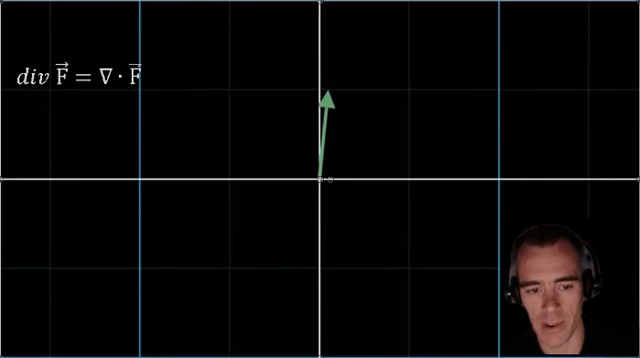 div F⃗ = ∇ · F⃗